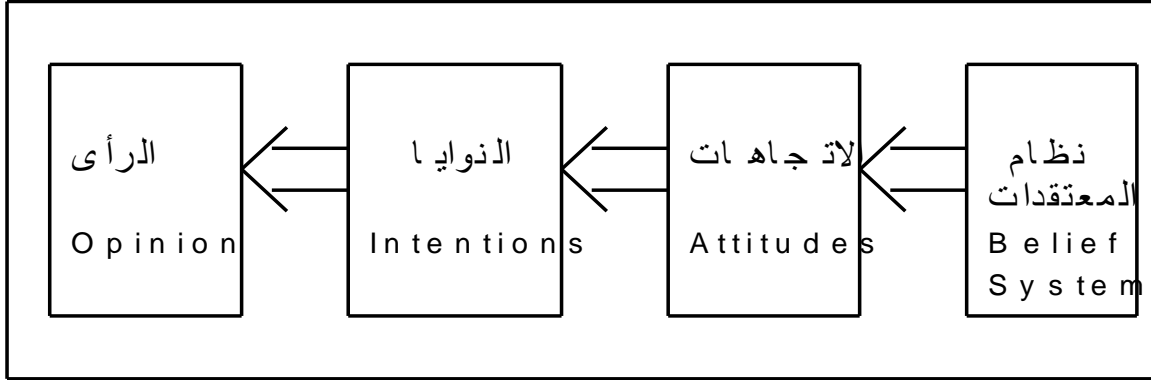 نظام
المعتقدات
Belief
System
الاتجاهات
Attitudes
النوايا
Intentions
الرأى
Opinion